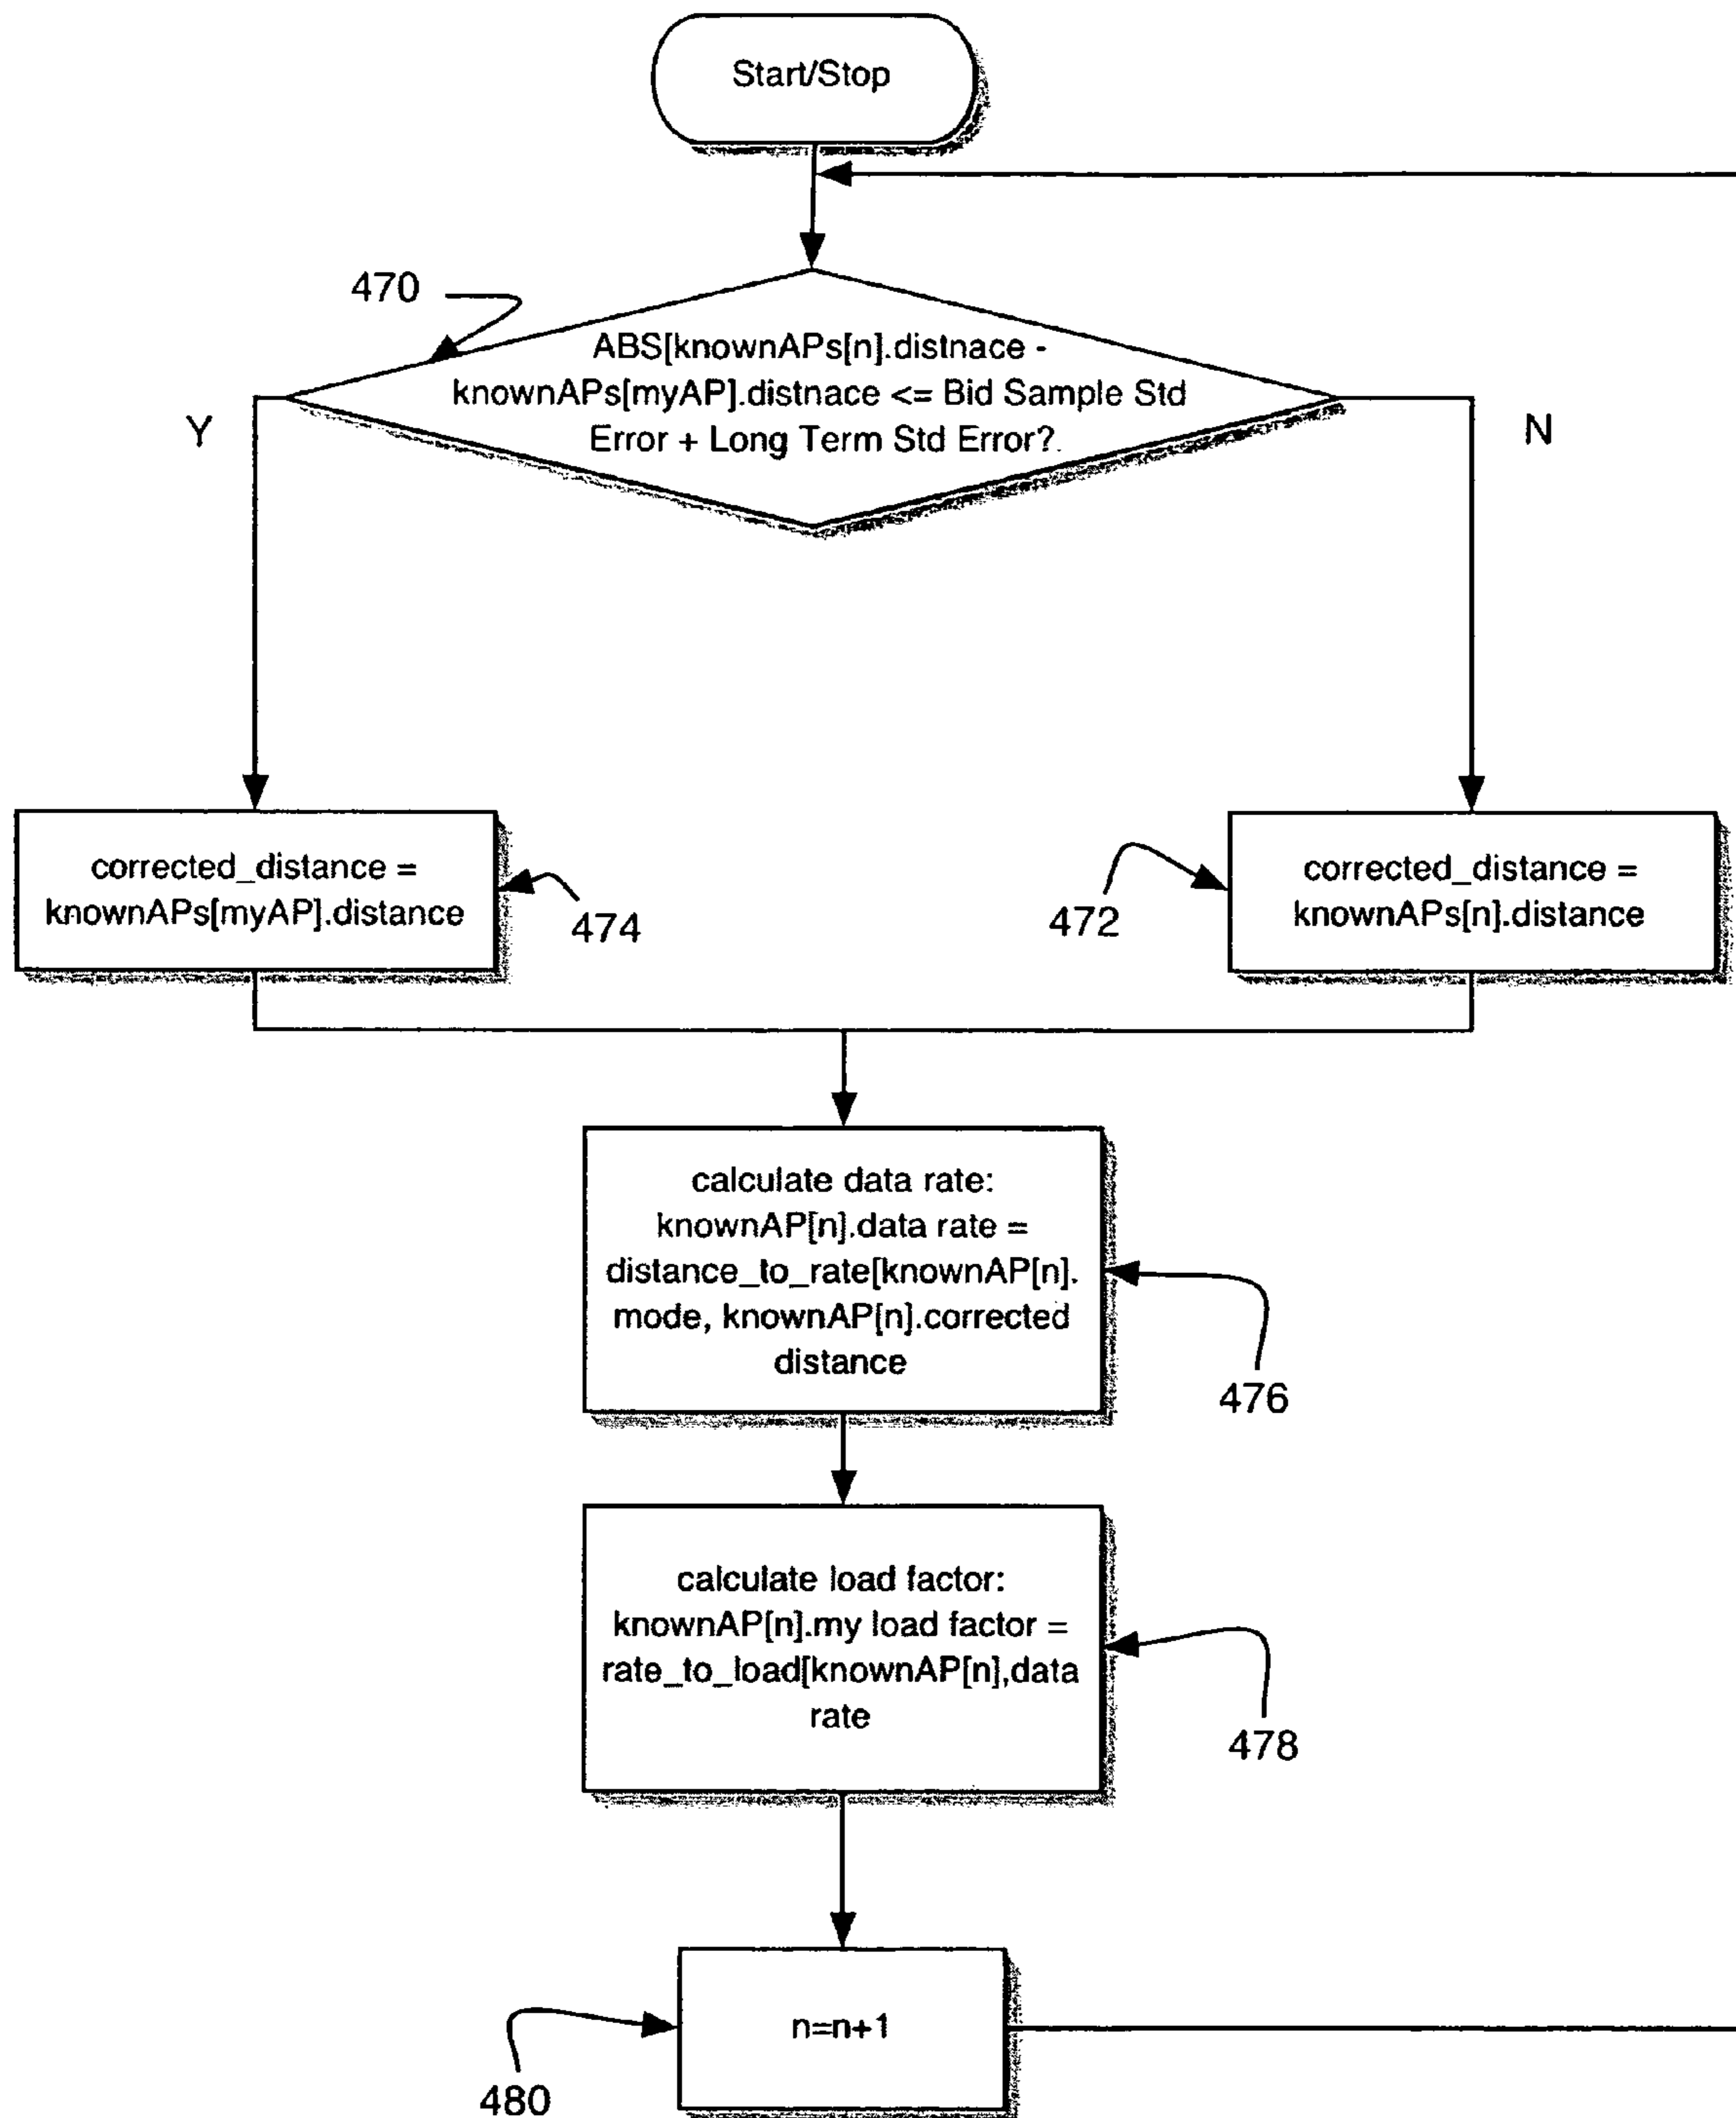 Start/Stop
470
ABS[knownAPs[n].distnace -
knownAPs[myAP].distnace <= Bid Sample Std
Error + Long Term Std Error?.
Y
N
corrected_distance =
knownAPs[myAP].distance
474
472
corrected_distance =
knownAPs[n].distance
calculate data rate:
knownAP[n].data rate =
distance_to_rate[knownAP[n].
mode, knownAP[n].corrected
distance
476
calculate load factor:
knownAP[n].my load factor =
rate_to_load[knownAP[n],data
rate
478
n=n+1
480